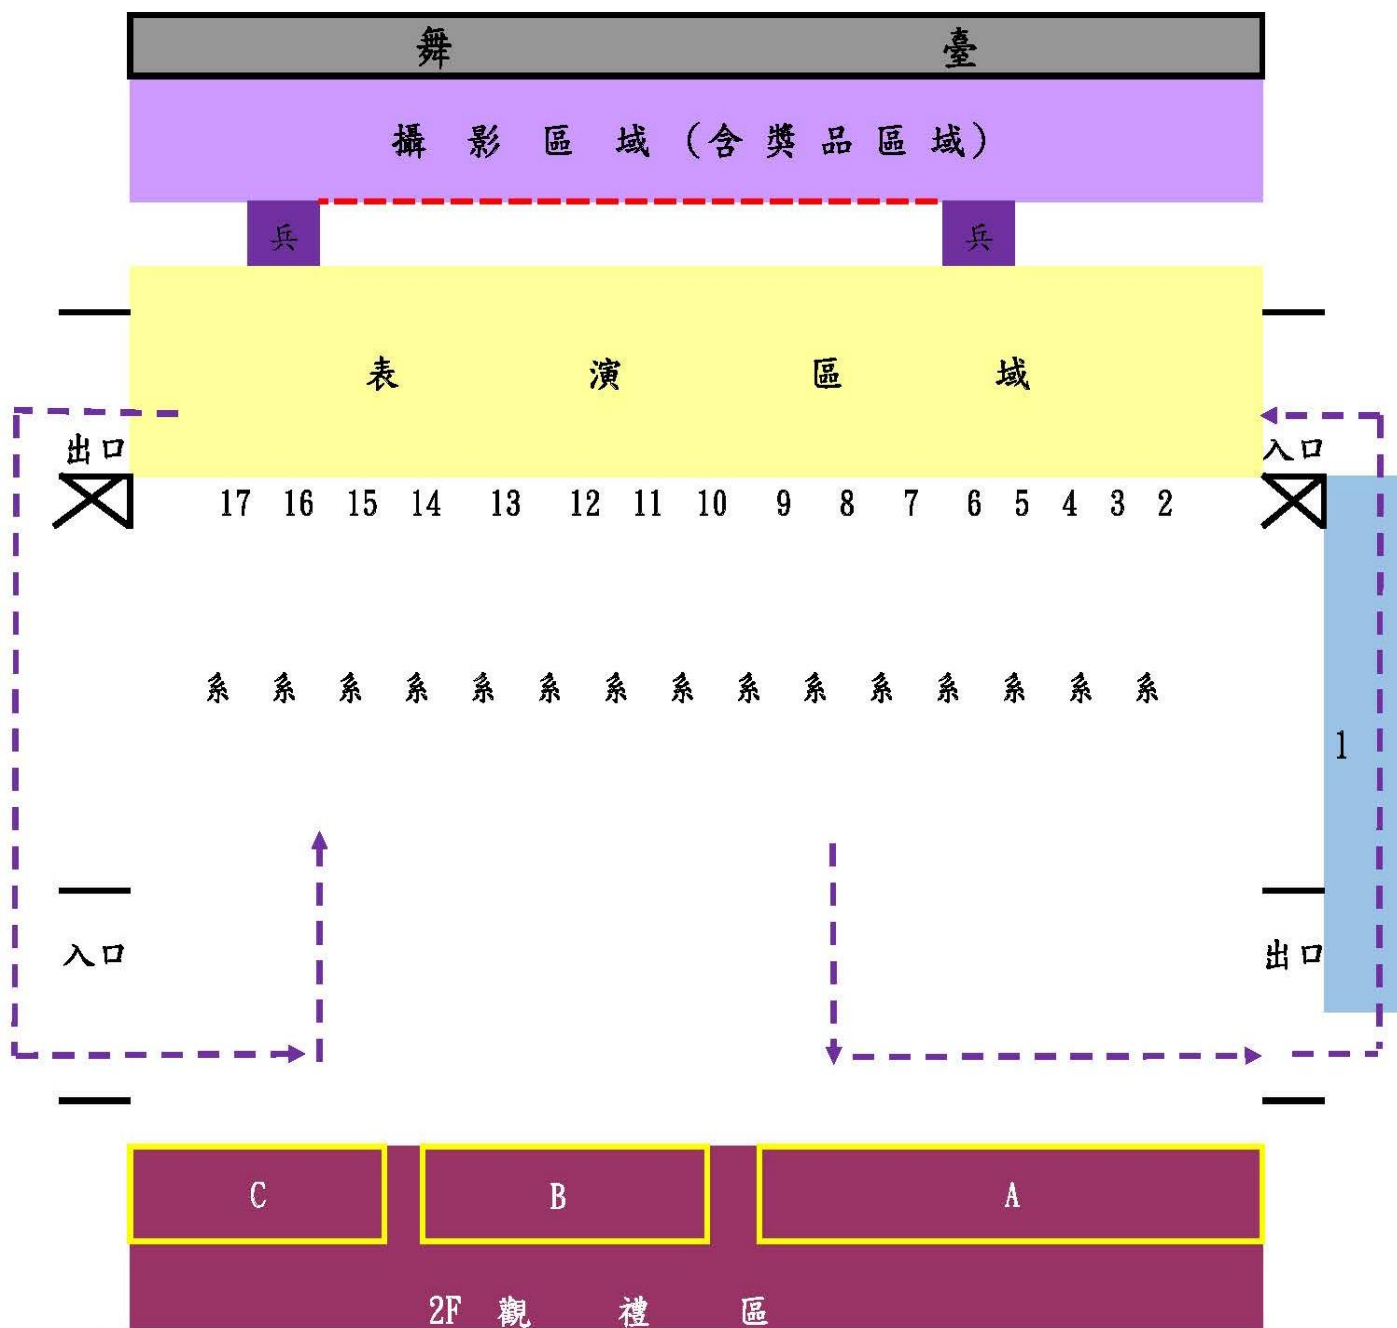 舞 臺
攝 影 區 域 (含 獎 品 區 域)
兵 兵
表 演 區 域
出口 入口
17 16 15 14 13 12 11 10 9 8 7 6 5 4 3 2
系 系 系 系 系 系 系 系 系 系 系 系 系 系 系
1
入口 出口
C B A
2F 觀 禮 區